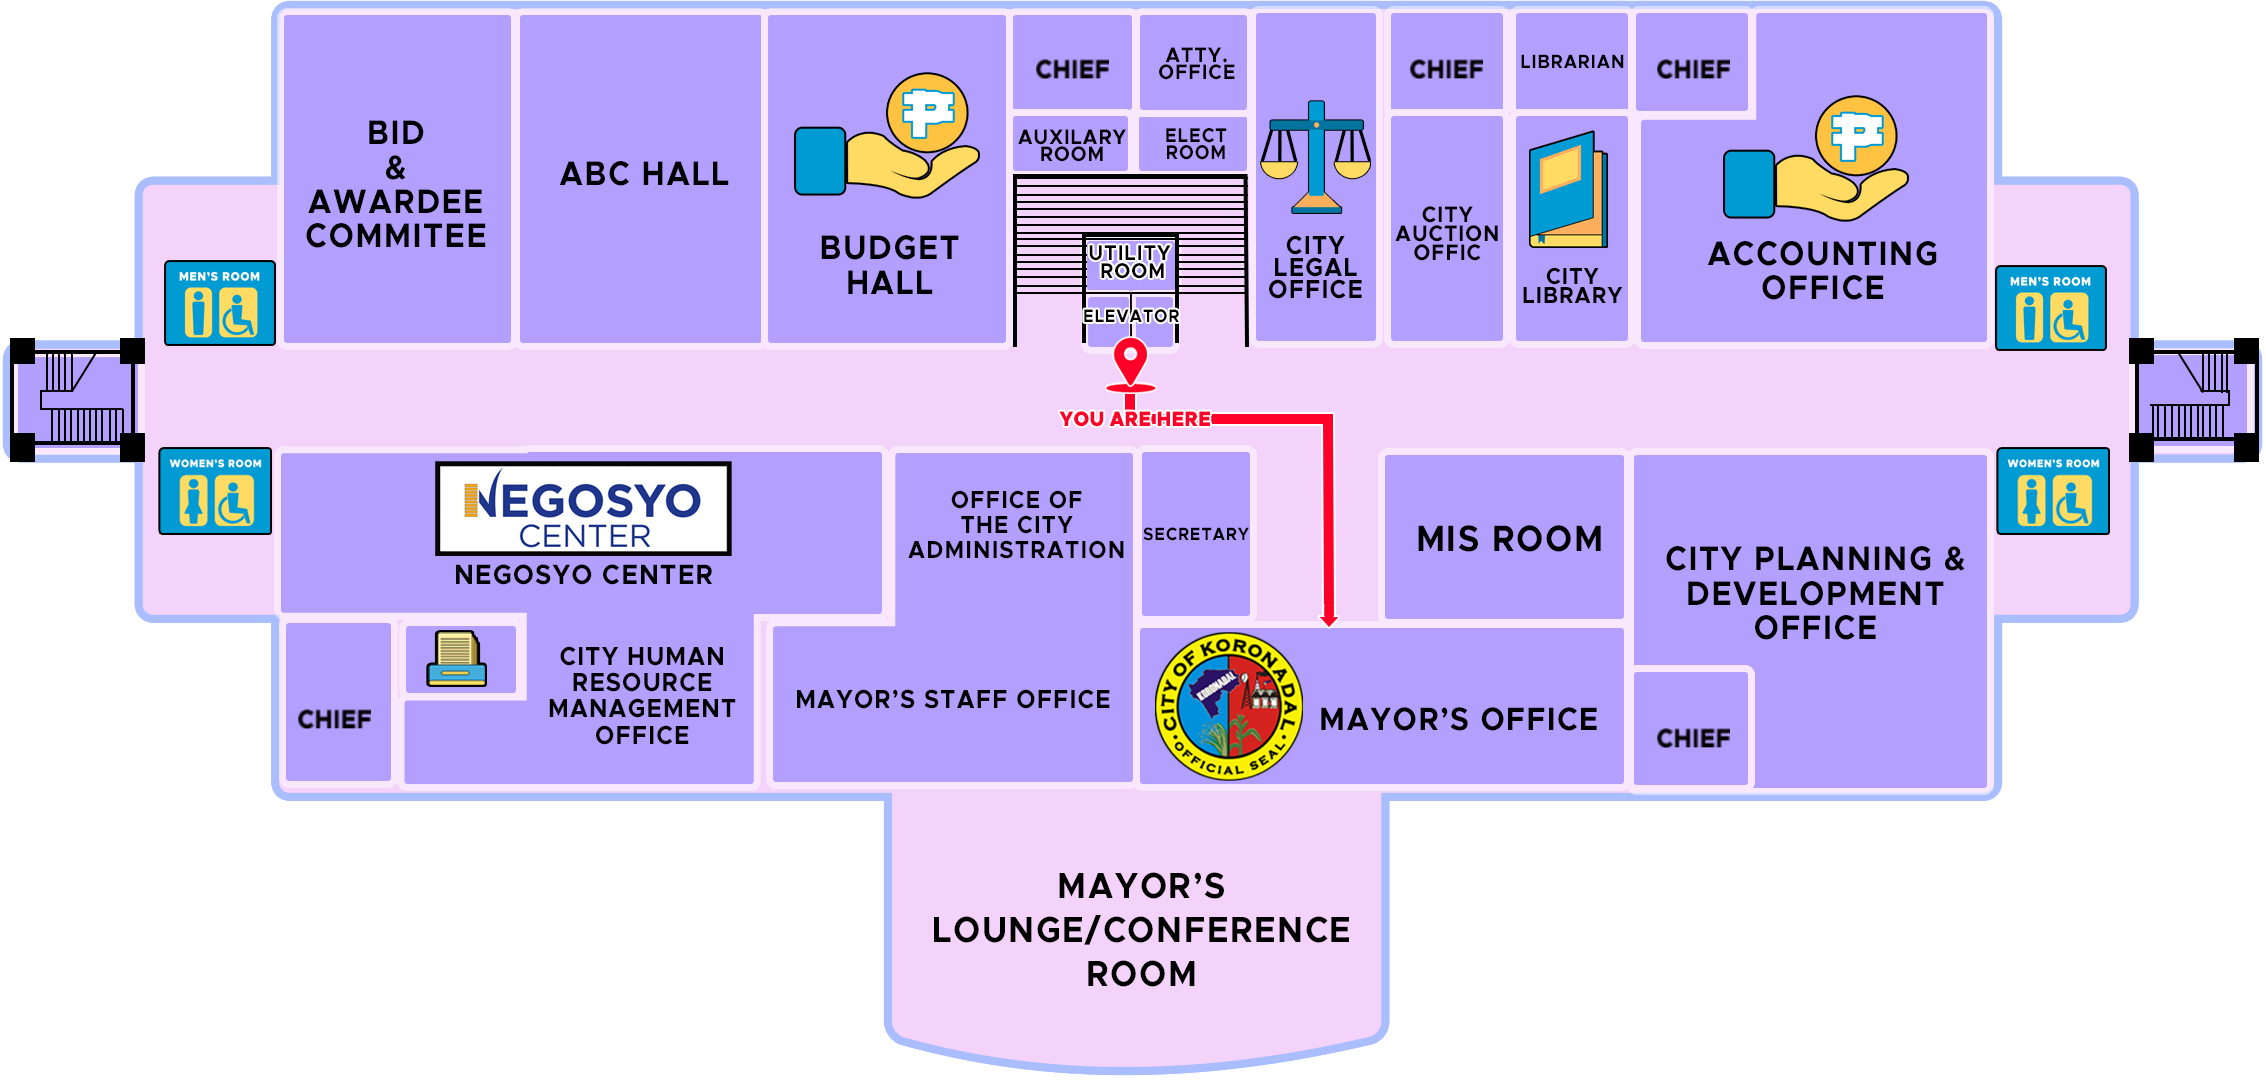 BID
&
AWARDEE
COMMITEE
ABC HALL
BUDGET
HALL
CHIEF
ATTY.
OFFICE
AUXILARY
ROOM
ELECT
ROOM
UTILITY
ROOM
ELEVATOR
CITY
LEGAL
OFFICE
CHIEF
CITY
AUCTION
OFFIC
LIBRARIAN
CITY
LIBRARY
CHIEF
ACCOUNTING
OFFICE
MEN'S ROOM
MEN'S ROOM
YOU ARE HERE
WOMEN'S ROOM
WOMEN'S ROOM
NEGOSYO
CENTER
NEGOSYO CENTER
OFFICE OF
THE CITY
ADMINISTRATION
SECRETARY
MIS ROOM
CITY PLANNING &
DEVELOPMENT
OFFICE
CHIEF
CITY HUMAN
RESOURCE
MANAGEMENT
OFFICE
MAYOR'S STAFF OFFICE
CITY OF KORONADAL
KORONADAL
OFFICIAL SEAL
MAYOR'S OFFICE
CHIEF
MAYOR'S
LOUNGE/CONFERENCE
ROOM